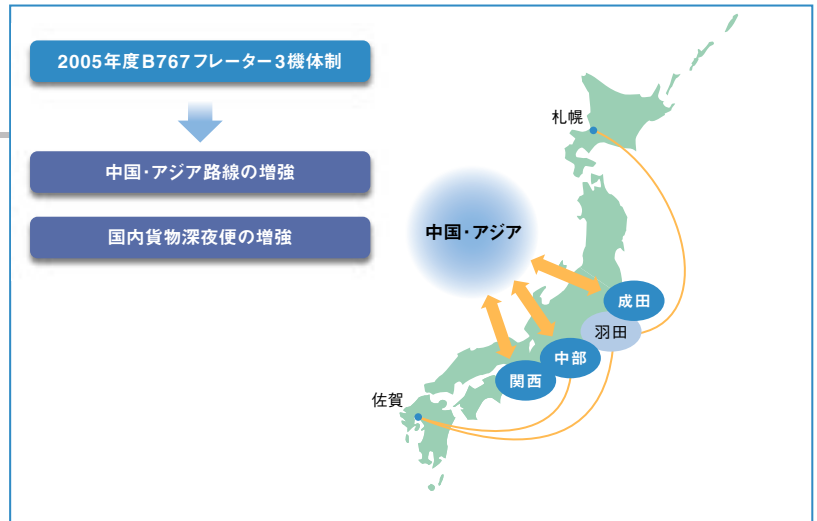 2005年度B767フレーター3機体制
中国・アジア路線の増強
国内貨物深夜便の増強
札幌
中国・アジア
成田
羽田
中部
関西
佐賀